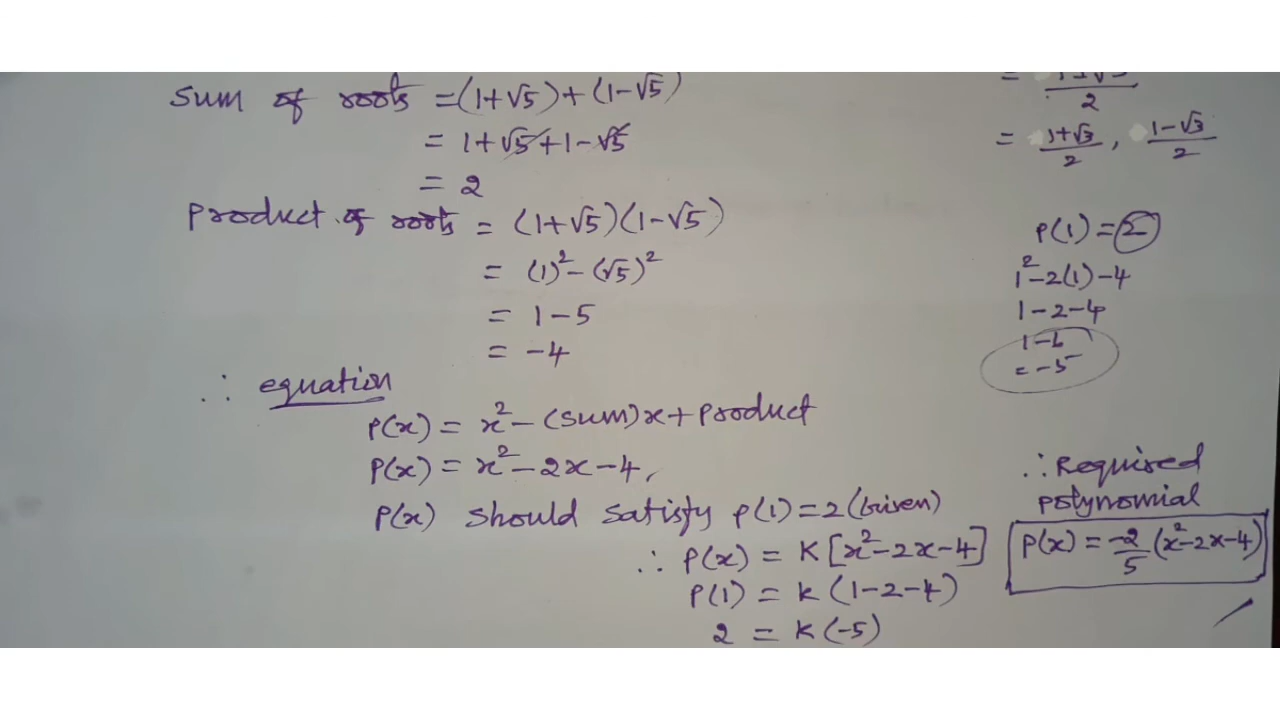 Sum of roots = (1+√5)+(1-√5)
= 1+√5+1-√5
= 2
Product of roots = (1+√5)(1-√5)
= (1)² - (√5)²
= 1-5
= -4
∴ equation
P(x) = x² - (sum)x + product
P(x) = x² - 2x - 4,
P(x) should satisfy P(1) = 2 (Given)
∴ P(x) = K[x²-2x-4]
P(1) = K(1-2-4)
2 = K(-5)
2
= 1+√3/2 , 1-√3/2
P(1) = 2
1²-2(1)-4
1-2-4
1-6
= -5
∴ Required
polynomial
P(x) = -2/5 (x²-2x-4)